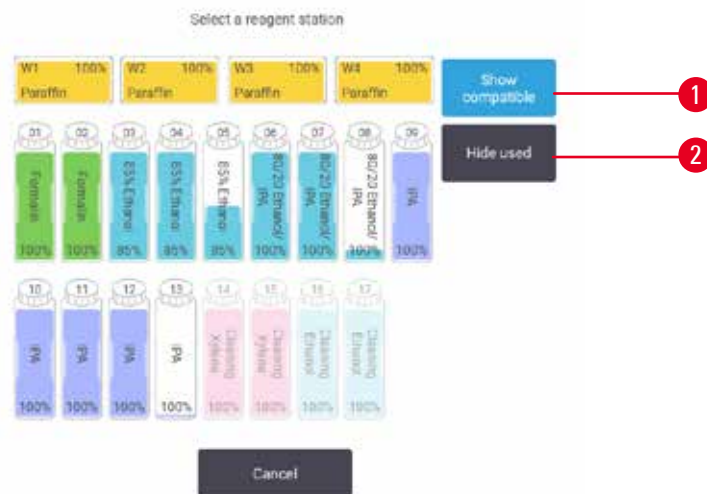 Select a reagent station
W1 100% W2 100% W3 100% W4 100%
Paraffin Paraffin Paraffin Paraffin
Show
compatible
1
Hide used
2
01 02 03 04 05 06 07 08 09
Formalin
Formalin
85% Ethanol
85% Ethanol
85% Ethanol
80/20 Ethanol/
IPA
80/20 Ethanol/
IPA
80/20 Ethanol/
IPA
IPA
100% 100% 85% 85% 85% 100% 100% 100% 100%
10 11 12 13 14 15 16 17
IPA
IPA
IPA
IPA
Cleaning
Xylene
Cleaning
Xylene
Cleaning
Ethanol
Cleaning
Ethanol
100% 100% 100% 100% 100% 100% 100% 100%
Cancel